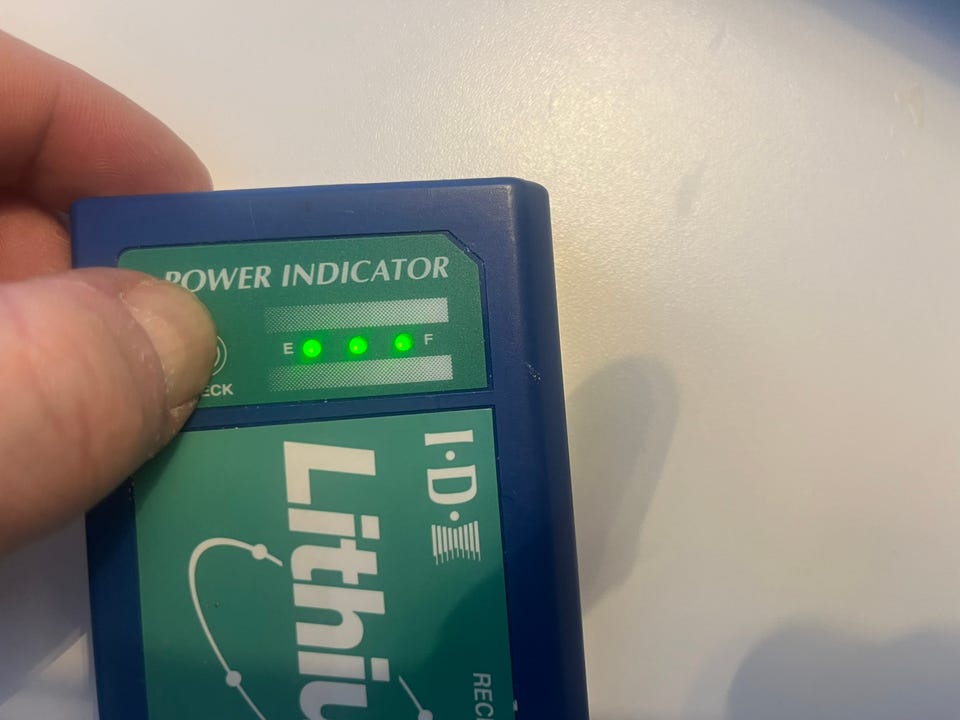 POWER INDICATOR
E F
ECK
I·D·X
Lithiu
REC